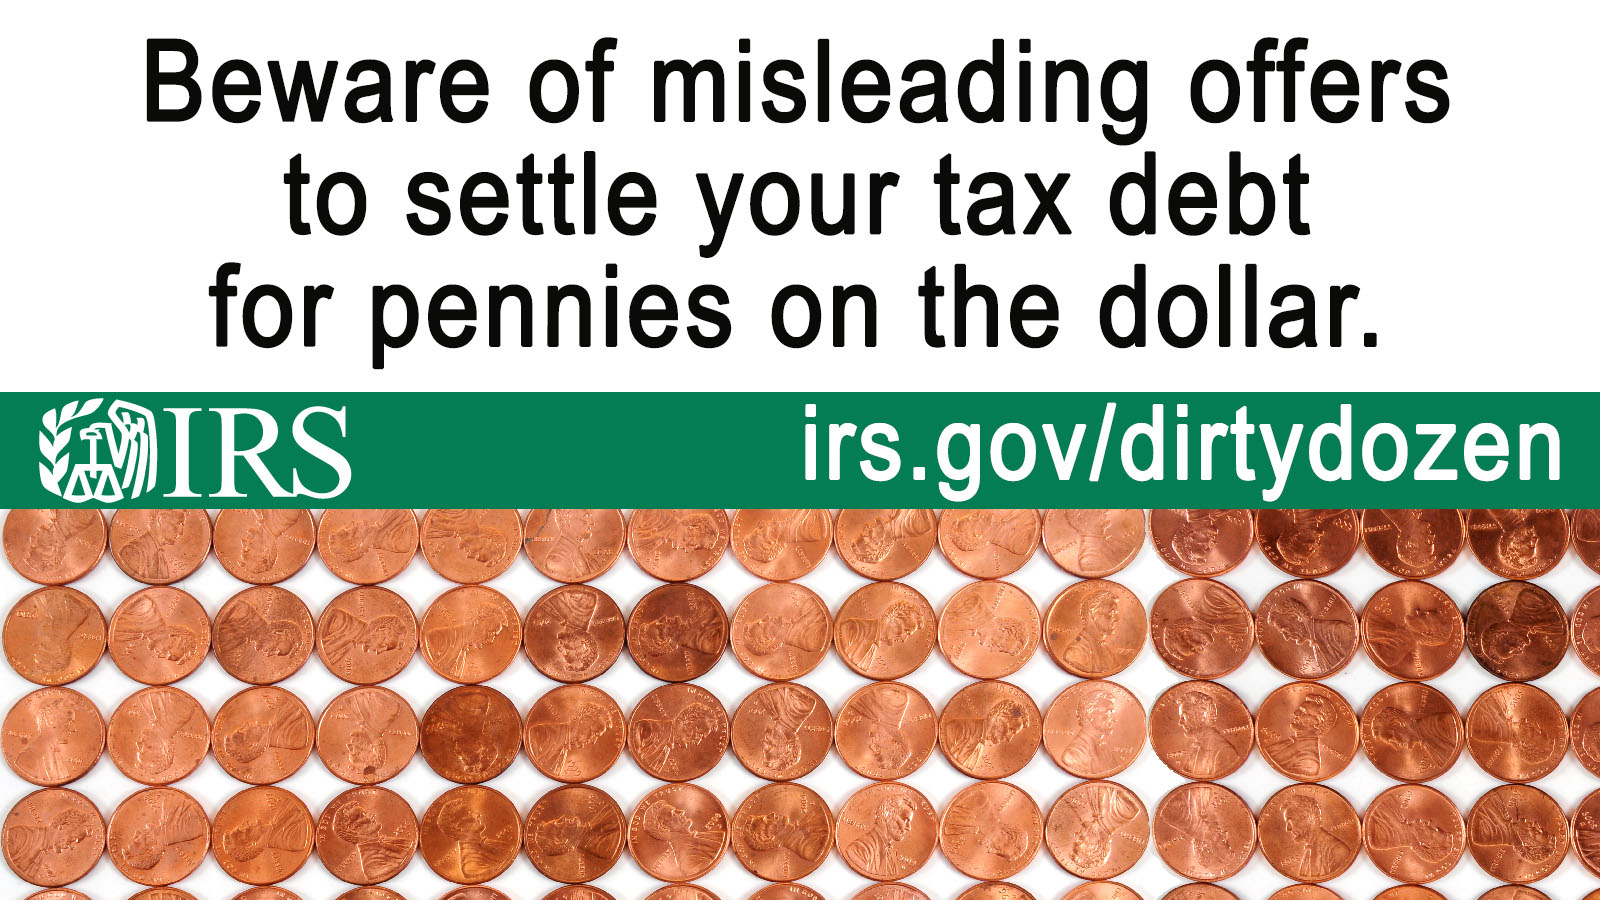 Beware of misleading offers
to settle your tax debt
for pennies on the dollar.
IRS
irs.gov/dirtydozen